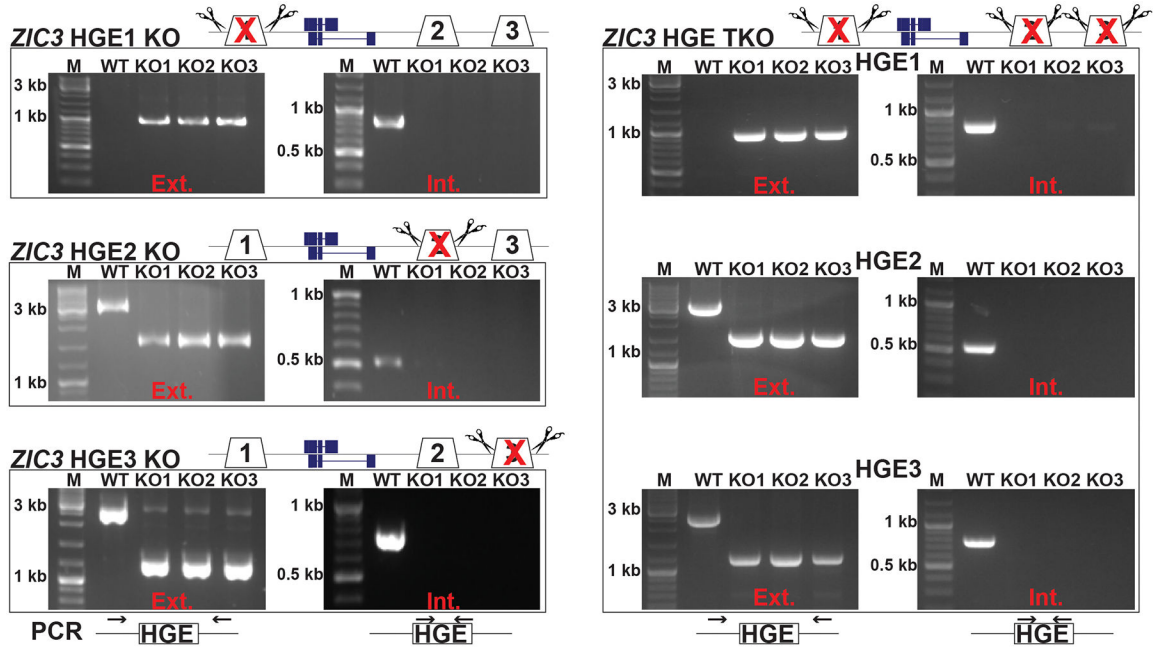 ZIC3 HGE1 KO
X
2
3
M WT KO1 KO2 KO3
3 kb
1 kb
Ext.
M WT KO1 KO2 KO3
1 kb
0.5 kb
Int.
ZIC3 HGE2 KO
1
X
3
M WT KO1 KO2 KO3
3 kb
1 kb
Ext.
M WT KO1 KO2 KO3
1 kb
0.5 kb
Int.
ZIC3 HGE3 KO
1
2
X
M WT KO1 KO2 KO3
3 kb
1 kb
Ext.
M WT KO1 KO2 KO3
1 kb
0.5 kb
Int.
PCR
HGE
HGE
ZIC3 HGE TKO
X
X
X
HGE1
M WT KO1 KO2 KO3
3 kb
1 kb
Ext.
M WT KO1 KO2 KO3
1 kb
0.5 kb
Int.
HGE2
M WT KO1 KO2 KO3
3 kb
1 kb
Ext.
M WT KO1 KO2 KO3
1 kb
0.5 kb
Int.
HGE3
M WT KO1 KO2 KO3
3 kb
1 kb
Ext.
M WT KO1 KO2 KO3
1 kb
0.5 kb
Int.
HGE
HGE